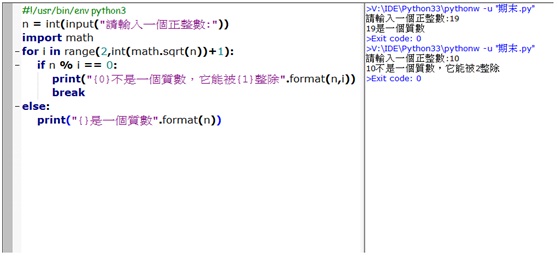 #!/usr/bin/env python3
n = int(input("請輸入一個正整數:"))
import math
for i in range(2,int(math.sqrt(n))+1):
    if n % i == 0:
        print("{0}不是一個質數，它能被{1}整除".format(n,i))
        break
else:
    print("{}是一個質數".format(n))
>V:\IDE\Python33\pythonw -u "期末.py"
請輸入一個正整數:19
19是一個質數
>Exit code: 0
>V:\IDE\Python33\pythonw -u "期末.py"
請輸入一個正整數:10
10不是一個質數，它能被2整除
>Exit code: 0